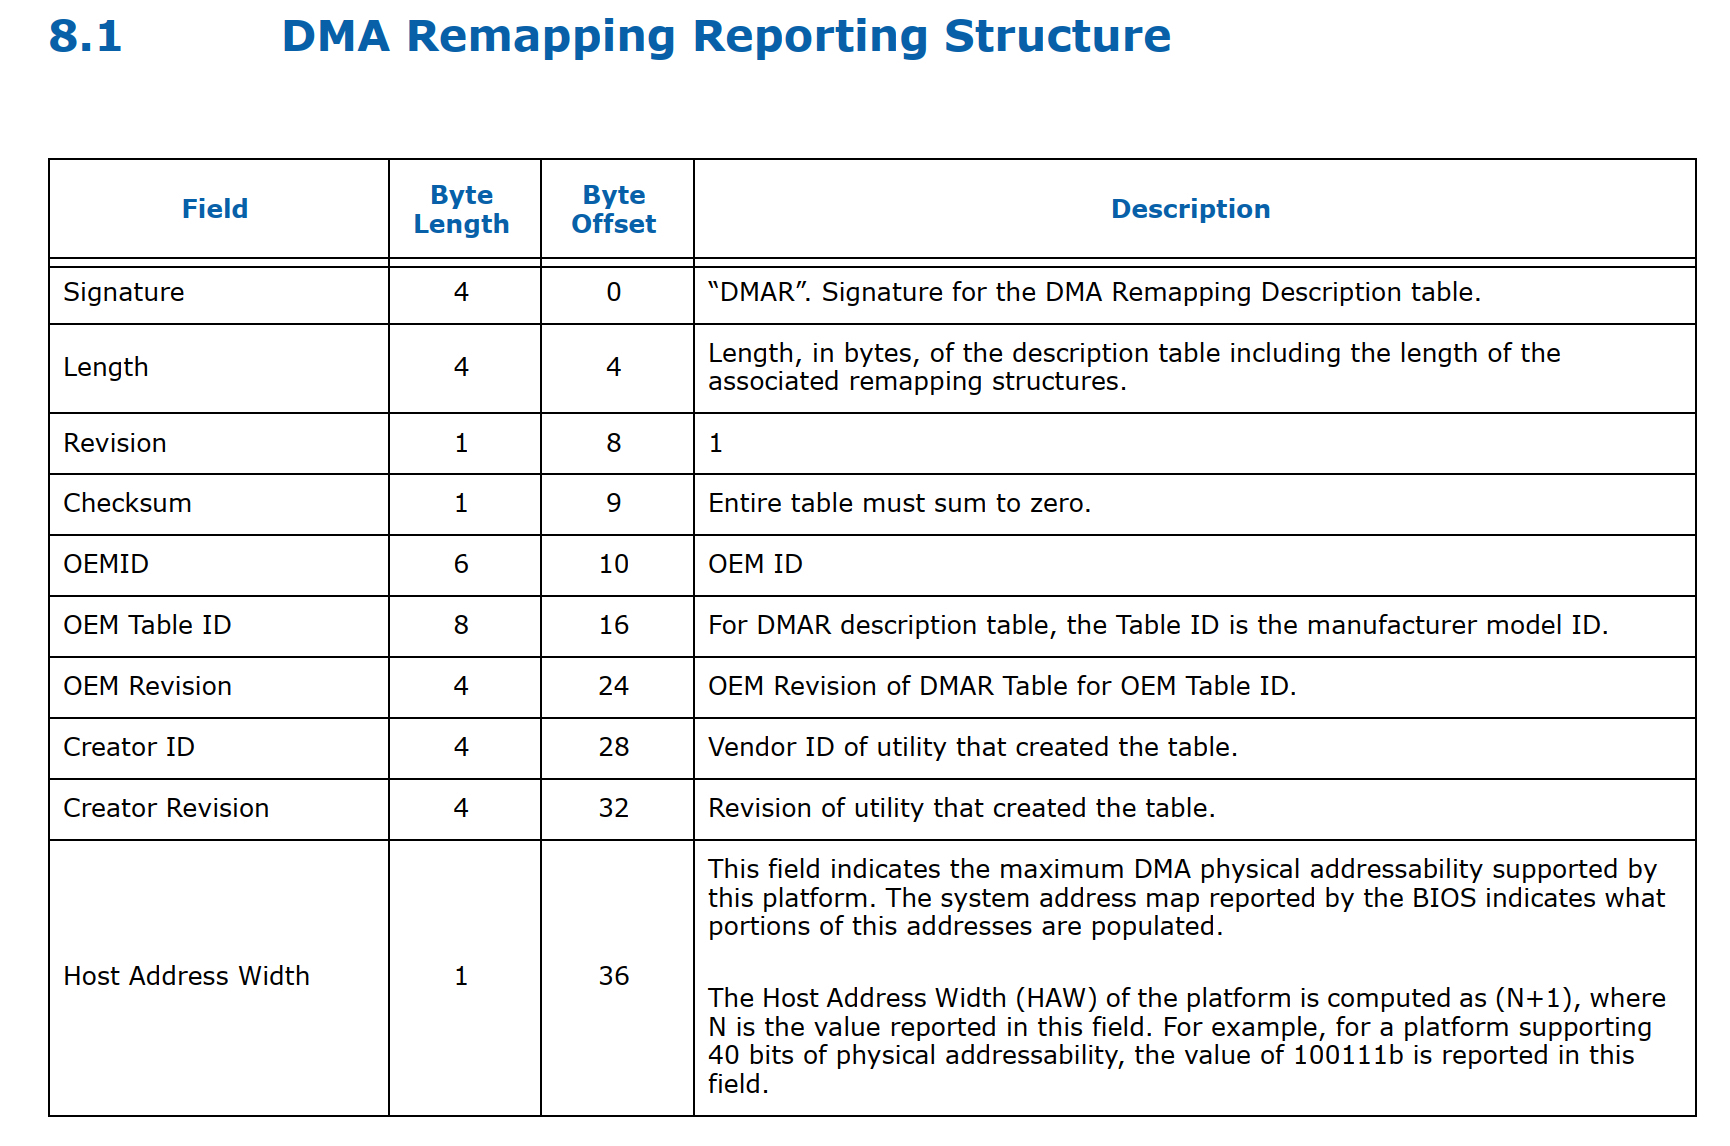 8.1 DMA Remapping Reporting Structure
Field Byte Length Byte Offset Description
Signature 4 0 “DMAR”. Signature for the DMA Remapping Description table.
Length 4 4 Length, in bytes, of the description table including the length of the
associated remapping structures.
Revision 1 8 1
Checksum 1 9 Entire table must sum to zero.
OEMID 6 10 OEM ID
OEM Table ID 8 16 For DMAR description table, the Table ID is the manufacturer model ID.
OEM Revision 4 24 OEM Revision of DMAR Table for OEM Table ID.
Creator ID 4 28 Vendor ID of utility that created the table.
Creator Revision 4 32 Revision of utility that created the table.
Host Address Width 1 36 This field indicates the maximum DMA physical addressability supported by
this platform. The system address map reported by the BIOS indicates what
portions of this addresses are populated.
The Host Address Width (HAW) of the platform is computed as (N+1), where
N is the value reported in this field. For example, for a platform supporting
40 bits of physical addressability, the value of 100111b is reported in this
field.